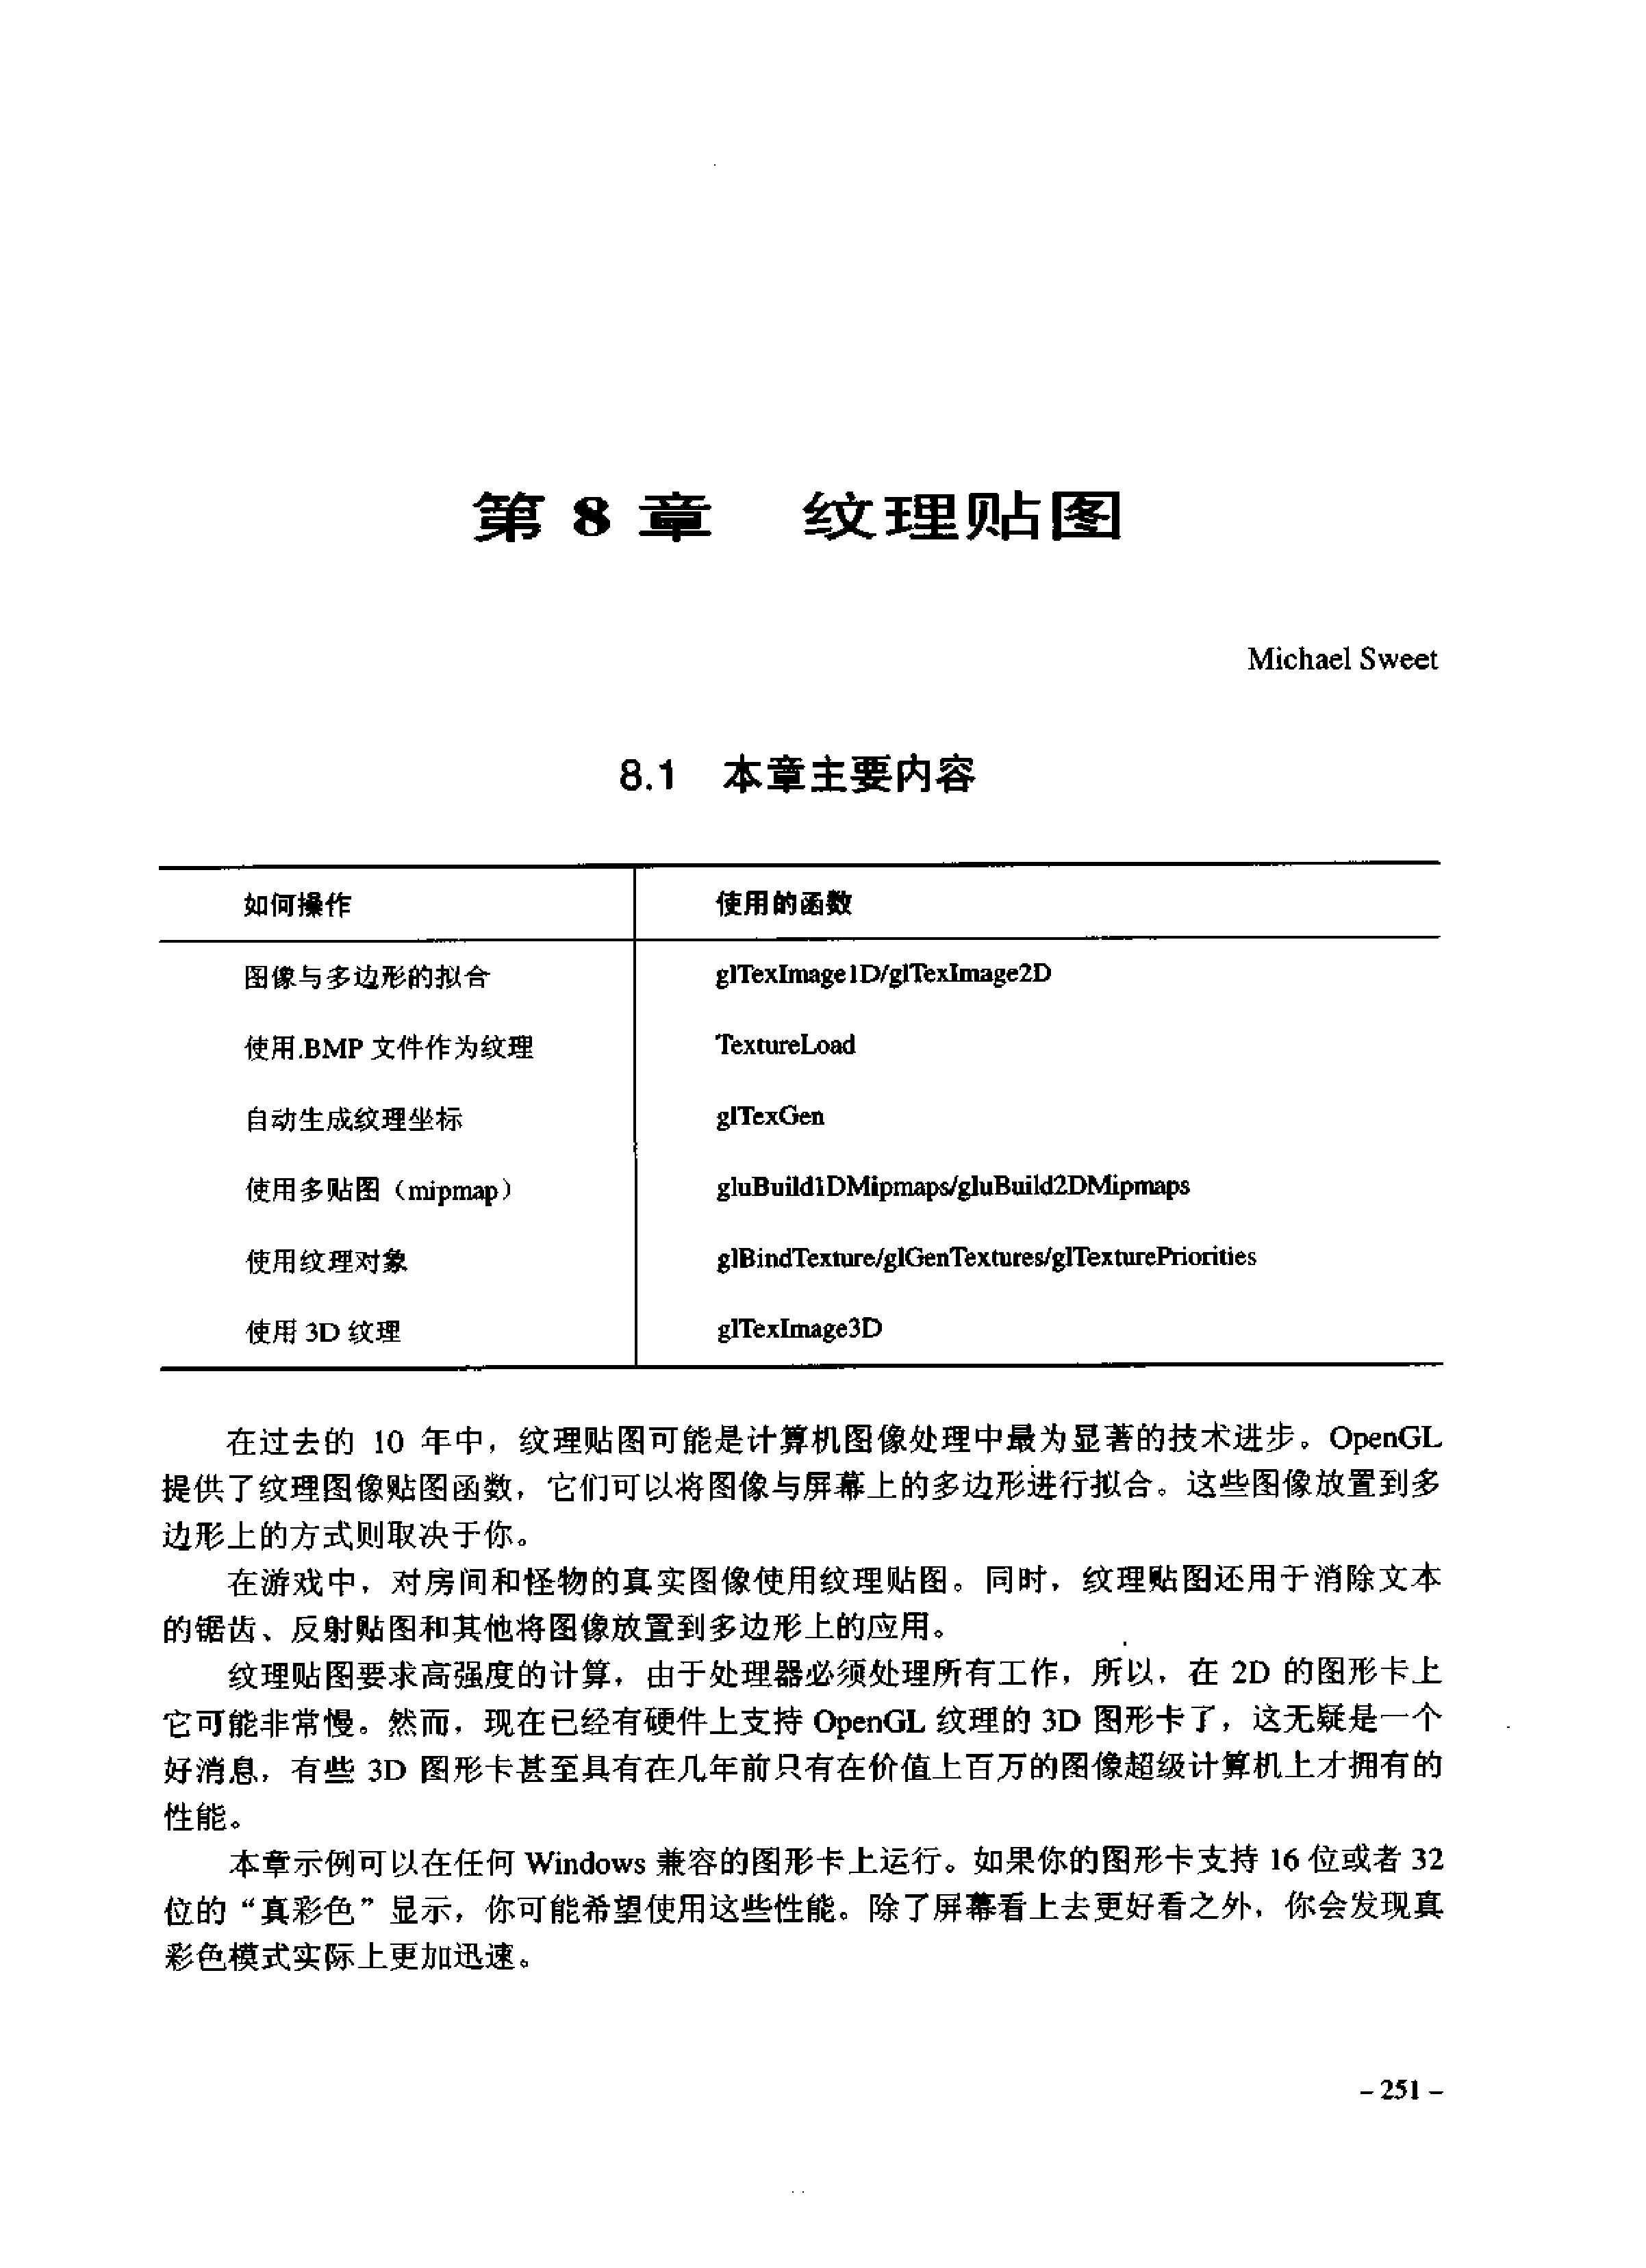 第 8 章 纹理贴图
Michael Sweet
8.1 本章主要内容
如何操作 使用的函数
图像与多边形的拟合 glTexImage1D/glTexImage2D
使用.BMP 文件作为纹理 TextureLoad
自动生成纹理坐标 glTexGen
使用多贴图（mipmap） gluBuild1DMipmaps/gluBuild2DMipmaps
使用纹理对象 glBindTexture/glGenTextures/glTexturePriorities
使用 3D 纹理 glTexImage3D
在过去的 10 年中，纹理贴图可能是计算机图像处理中最为显著的技术进步。OpenGL
提供了纹理图像贴图函数，它们可以将图像与屏幕上的多边形进行拟合。这些图像放置到多
边形上的方式则取决于你。
在游戏中，对房间和怪物的真实图像使用纹理贴图。同时，纹理贴图还用于消除文本
的锯齿、反射贴图和其他将图像放置到多边形上的应用。
纹理贴图要求高强度的计算，由于处理器必须处理所有工作，所以，在 2D 的图形卡上
它可能非常慢。然而，现在已经有硬件上支持 OpenGL 纹理的 3D 图形卡了，这无疑是一个
好消息，有些 3D 图形卡甚至具有在几年前只有在价值上百万的图像超级计算机上才拥有的
性能。
本章示例可以在任何 Windows 兼容的图形卡上运行。如果你的图形卡支持 16 位或者 32
位的“真彩色”显示，你可能希望使用这些性能。除了屏幕看上去更好看之外，你会发现真
彩色模式实际上更加迅速。
– 251 –